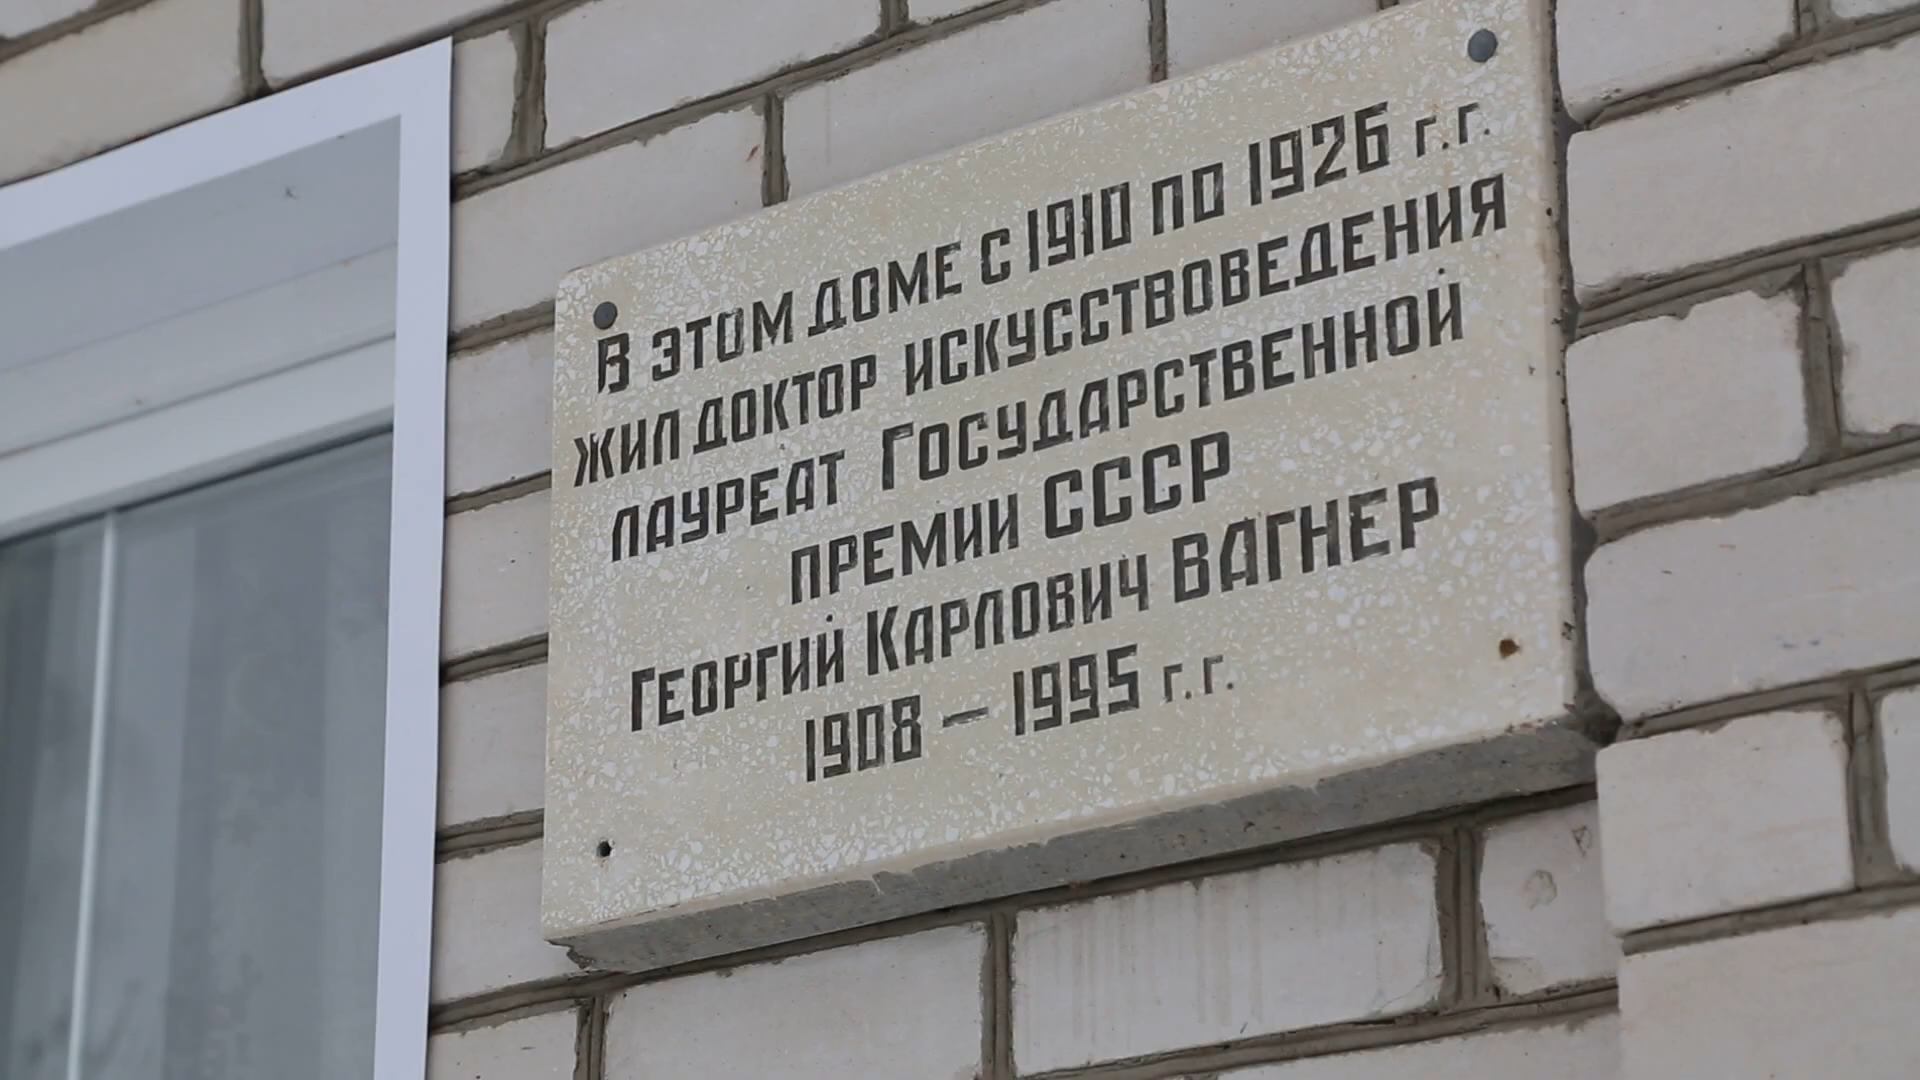 В ЭТОМ ДОМЕ С 1910 ПО 1926 г.г.
ЖИЛ ДОКТОР ИСКУССТВОВЕДЕНИЯ
ЛАУРЕАТ ГОСУДАРСТВЕННОЙ
ПРЕМИИ СССР
ГЕОРГИЙ КАРЛОВИЧ ВАГНЕР
1908 – 1995 г.г.